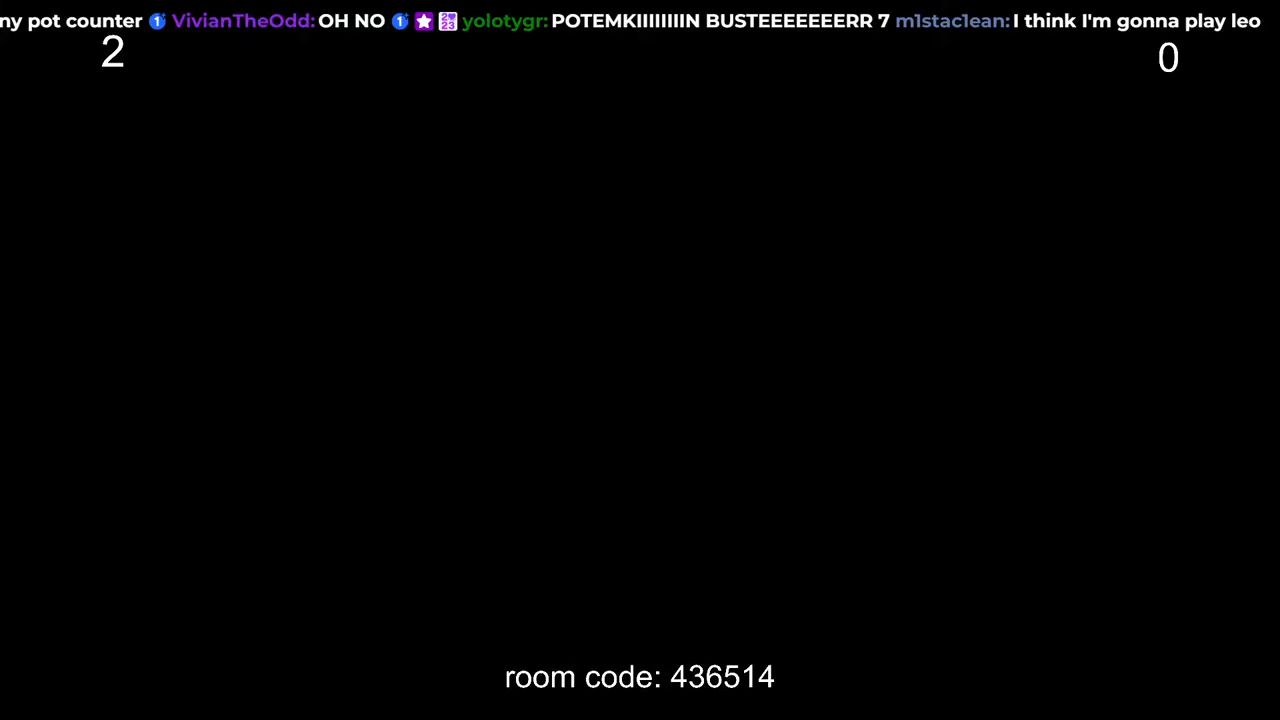 ny pot counter VivianTheOdd: OH NO yolotygr: POTEMKIIIIIIIIN BUSTEEEEEEERR 7 m1stac1ean: I think I'm gonna play leo
2
0
room code: 436514